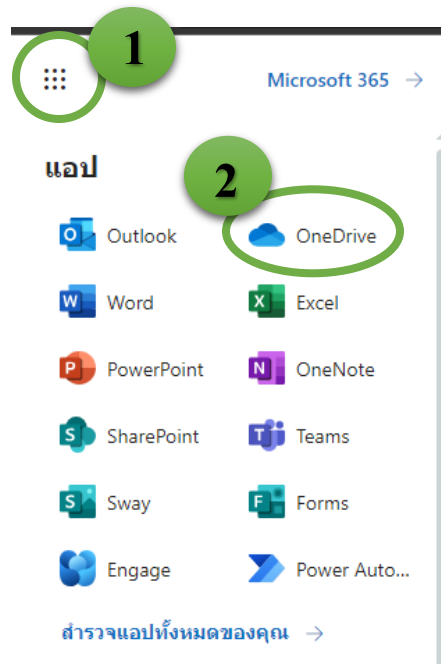 1
Microsoft 365 →
แอป
2
Outlook OneDrive
Word Excel
PowerPoint OneNote
SharePoint Teams
Sway Forms
Engage Power Auto...
สำรวจแอปทั้งหมดของคุณ →